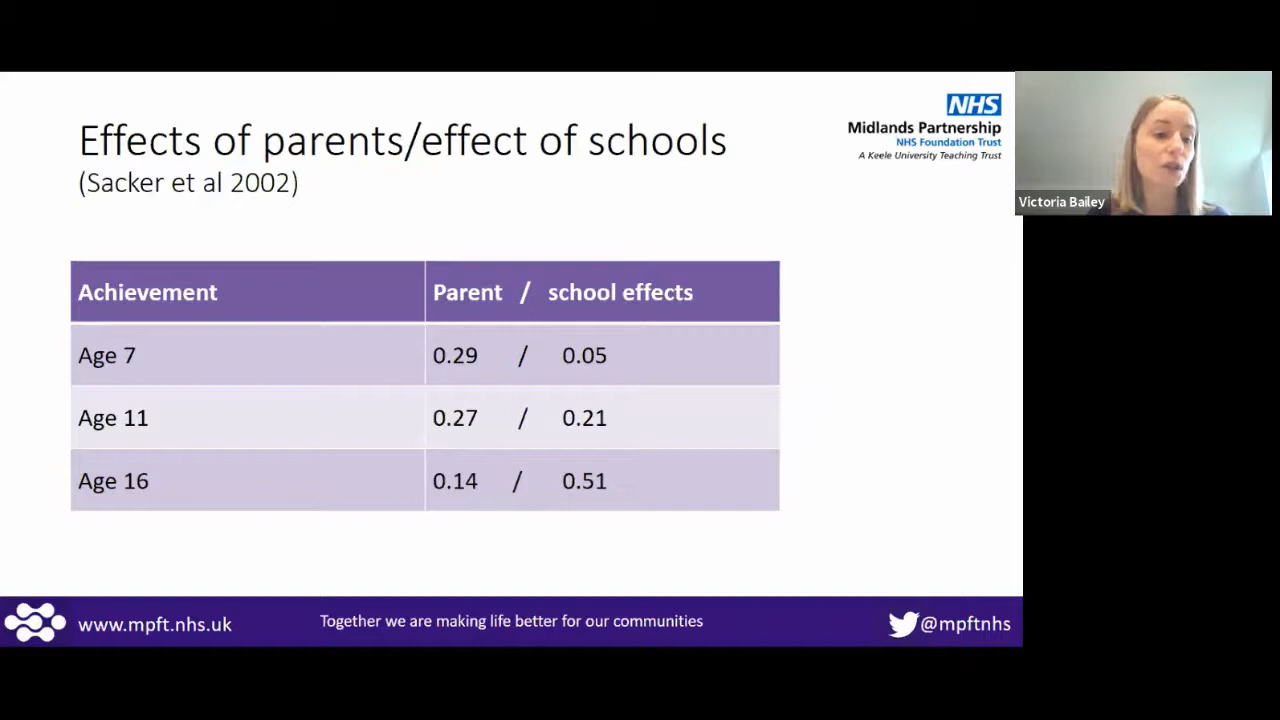 Effects of parents/effect of schools
(Sacker et al 2002)
NHS
Midlands Partnership
NHS Foundation Trust
A Keele University Teaching Trust
Victoria Bailey
Achievement Parent / school effects
Age 7 0.29 / 0.05
Age 11 0.27 / 0.21
Age 16 0.14 / 0.51
www.mpft.nhs.uk Together we are making life better for our communities @mpftnhs